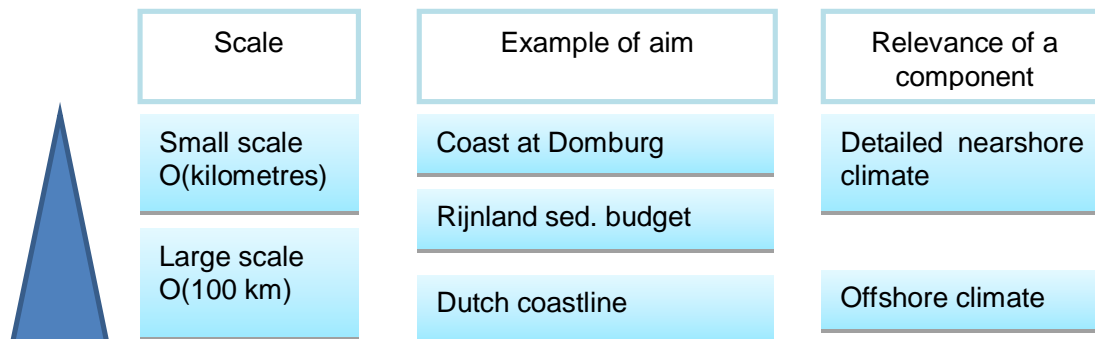 Scale
Example of aim
Relevance of a
component
Small scale
O(kilometres)
Coast at Domburg
Detailed nearshore
climate
Rijnland sed. budget
Large scale
O(100 km)
Dutch coastline
Offshore climate